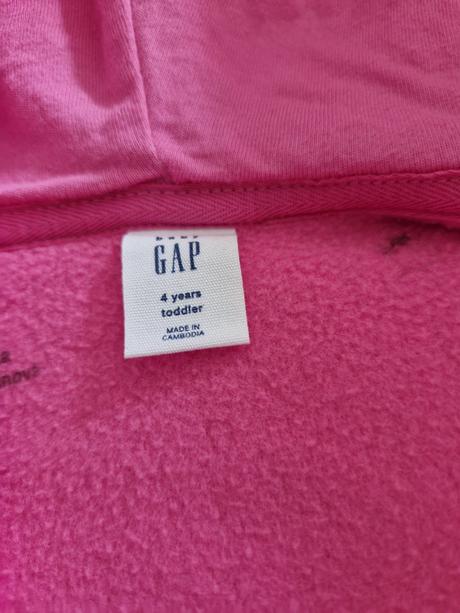 GAP
4 years
toddler
MADE IN
CAMBODIA